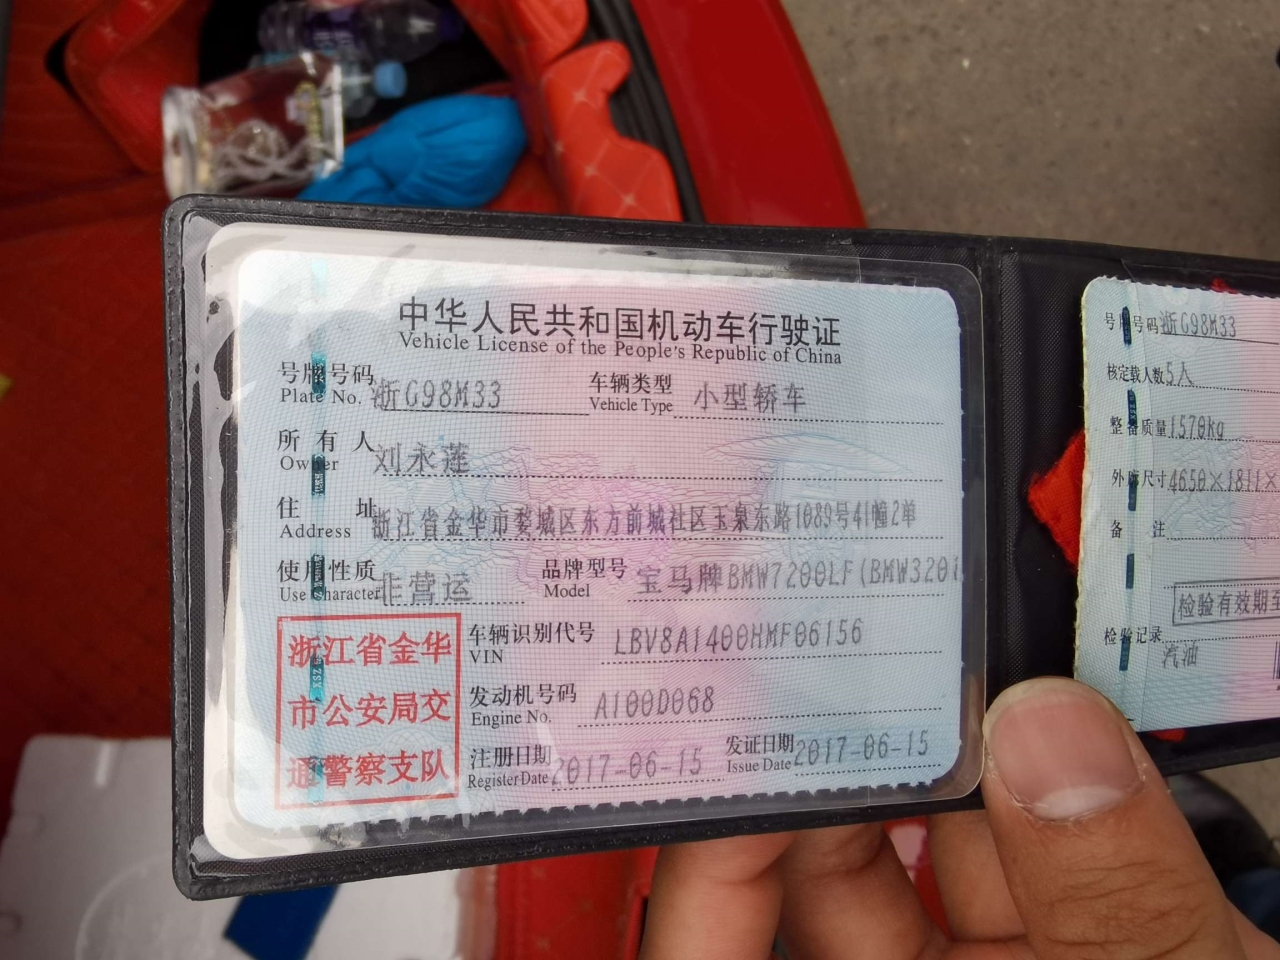 中华人民共和国机动车行驶证
Vehicle License of the People's Republic of China
号牌号码 浙G98M33 车辆类型 小型轿车
Plate No. Vehicle Type
所有人 刘永莲
Owner
住址 浙江省金华市婺城区东方前城社区玉泉东路1089号41幢2单
Address
使用性质 非营运 品牌型号 宝马牌BMW7200LF(BMW320i
Use Character Model
浙江省金华
市公安局交
通警察支队
车辆识别代号 LBV8A1400HMF06156
VIN
发动机号码 A100D068
Engine No.
注册日期 2017-06-15 发证日期 2017-06-15
Register Date Issue Date
号牌号码 浙G98M33
核定载人数 5人
整备质量 1570kg
外廓尺寸 4650×1811×
备注
检验有效期至
检验记录
汽油